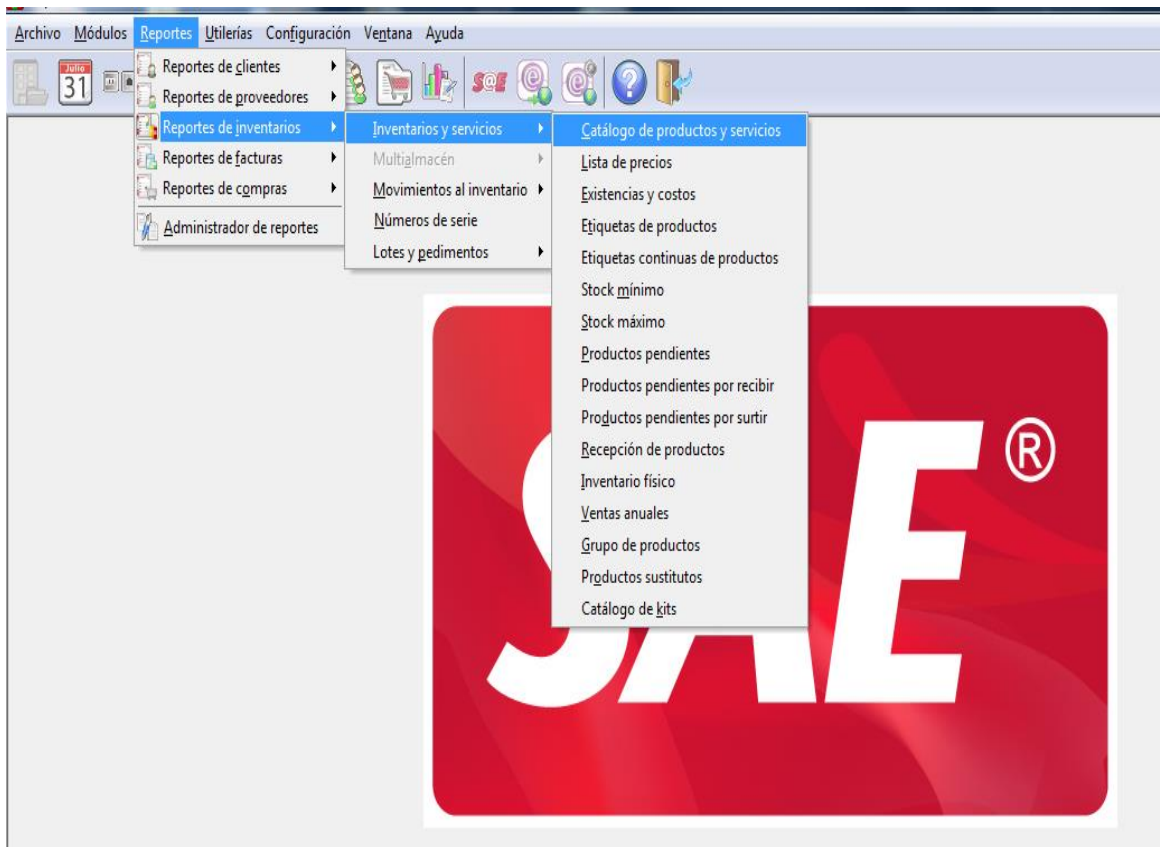 Archivo Módulos Reportes Utilerías Configuración Ventana Ayuda
Julio
31
S@E
Reportes de clientes
Reportes de proveedores
Reportes de inventarios
Reportes de facturas
Reportes de compras
Administrador de reportes
Inventarios y servicios
Multialmacén
Movimientos al inventario
Números de serie
Lotes y pedimentos
Catálogo de productos y servicios
Lista de precios
Existencias y costos
Etiquetas de productos
Etiquetas continuas de productos
Stock mínimo
Stock máximo
Productos pendientes
Productos pendientes por recibir
Productos pendientes por surtir
Recepción de productos
Inventario físico
Ventas anuales
Grupo de productos
Productos sustitutos
Catálogo de kits
SAE®